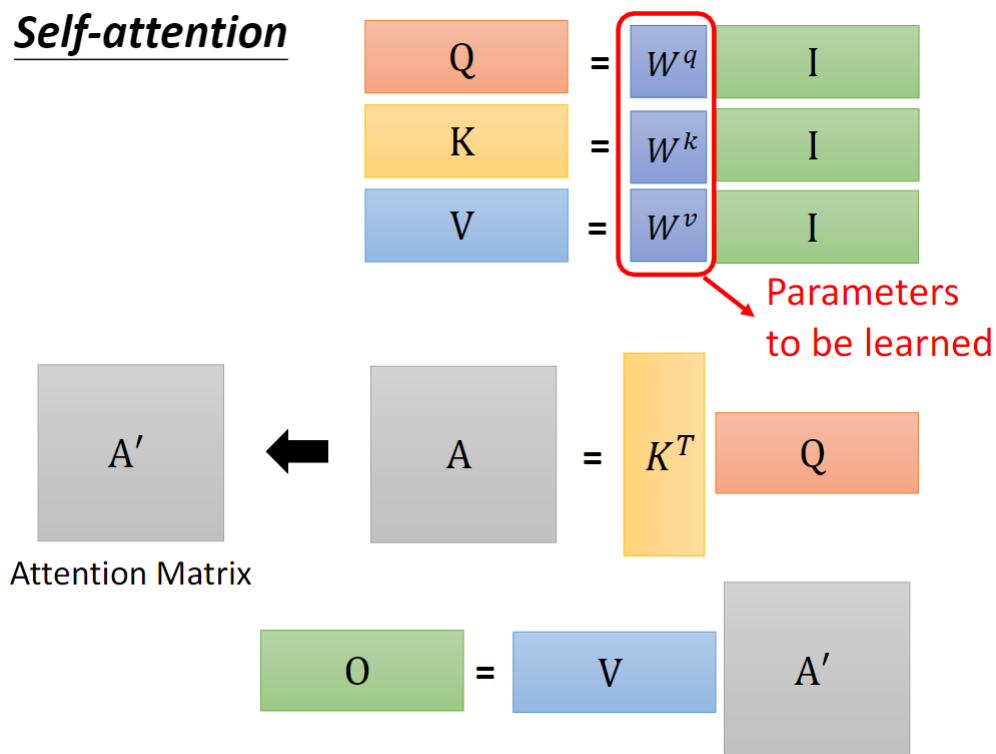 Self-attention
Q = W^q I
K = W^k I
V = W^v I
Parameters
to be learned
A′ A = K^T Q
Attention Matrix
O = V A′